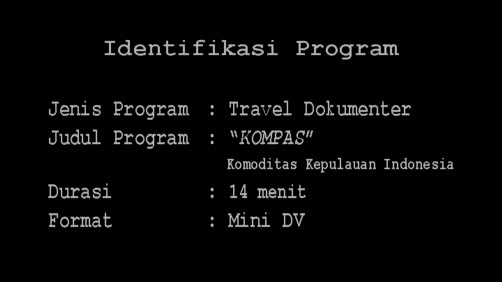 Identifikasi Program
Jenis Program : Travel Dokumenter
Judul Program : “KOMPAS”
Komoditas Kepulauan Indonesia
Durasi : 14 menit
Format : Mini DV